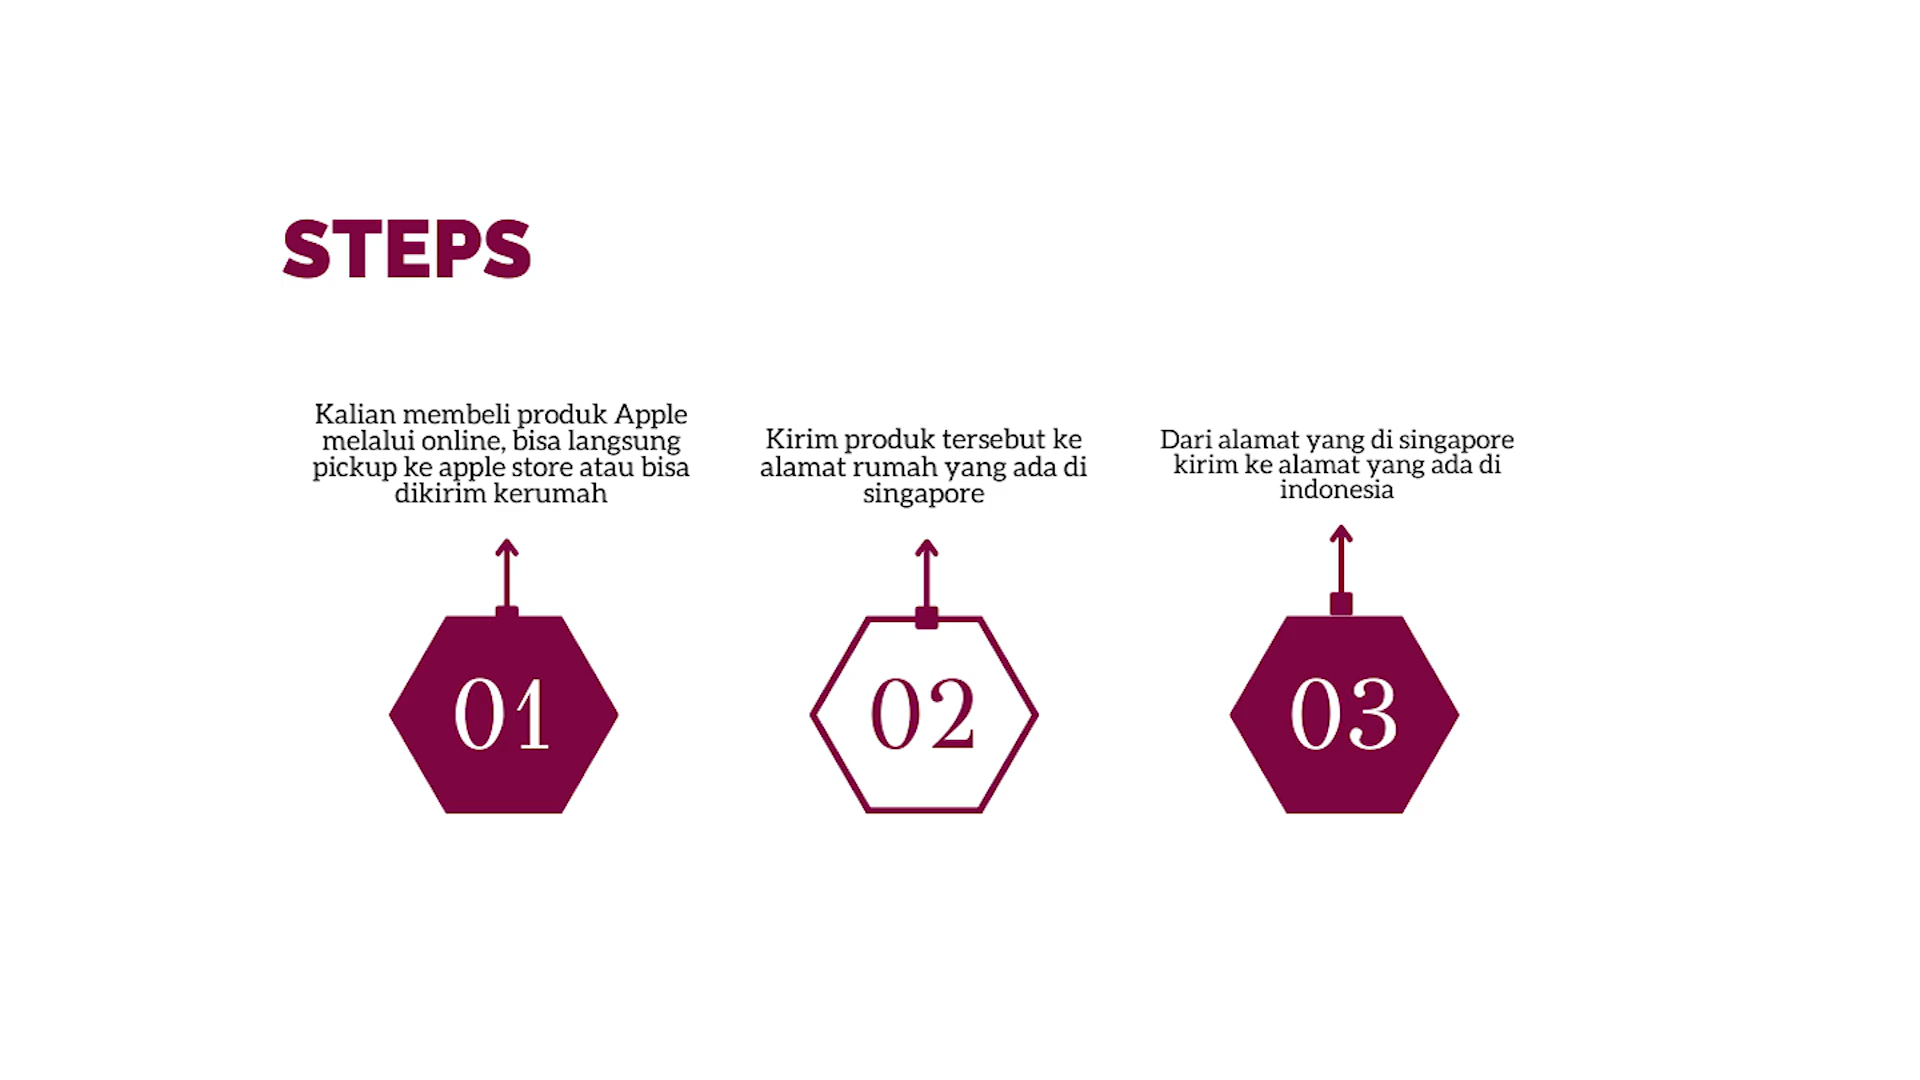 STEPS
Kalian membeli produk Apple
melalui online, bisa langsung
pickup ke apple store atau bisa
dikirim kerumah
01
Kirim produk tersebut ke
alamat rumah yang ada di
singapore
02
Dari alamat yang di singapore
kirim ke alamat yang ada di
indonesia
03